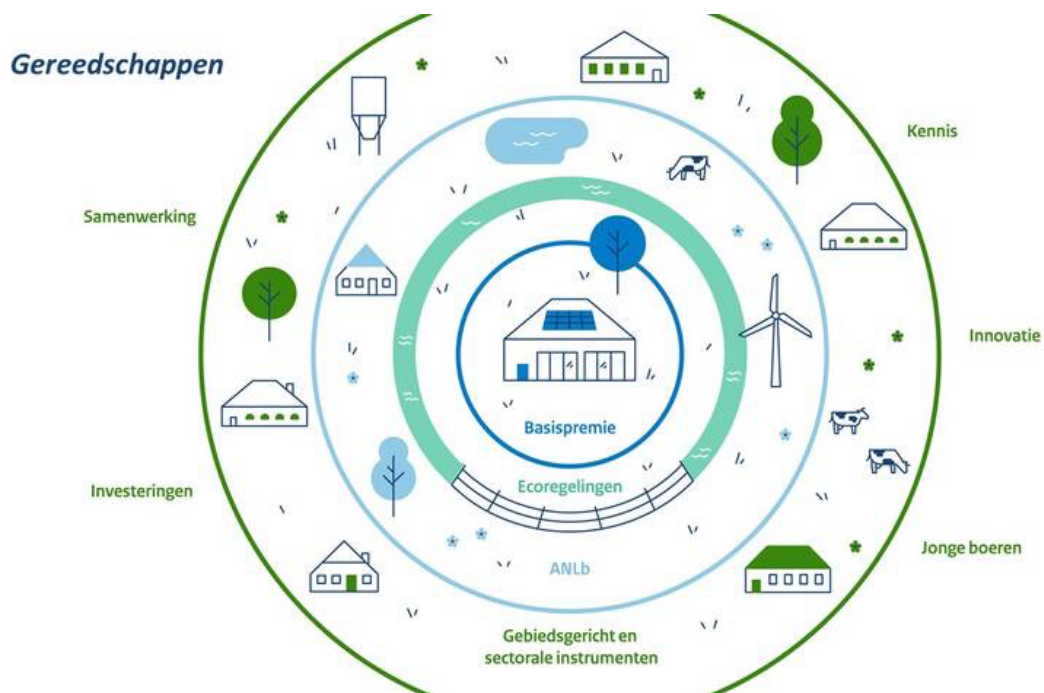 Gereedschappen
Kennis
Samenwerking
Innovatie
Basispremie
Ecoregelingen
Investeringen
Jonge boeren
ANLb
Gebiedsgericht en
sectorale instrumenten